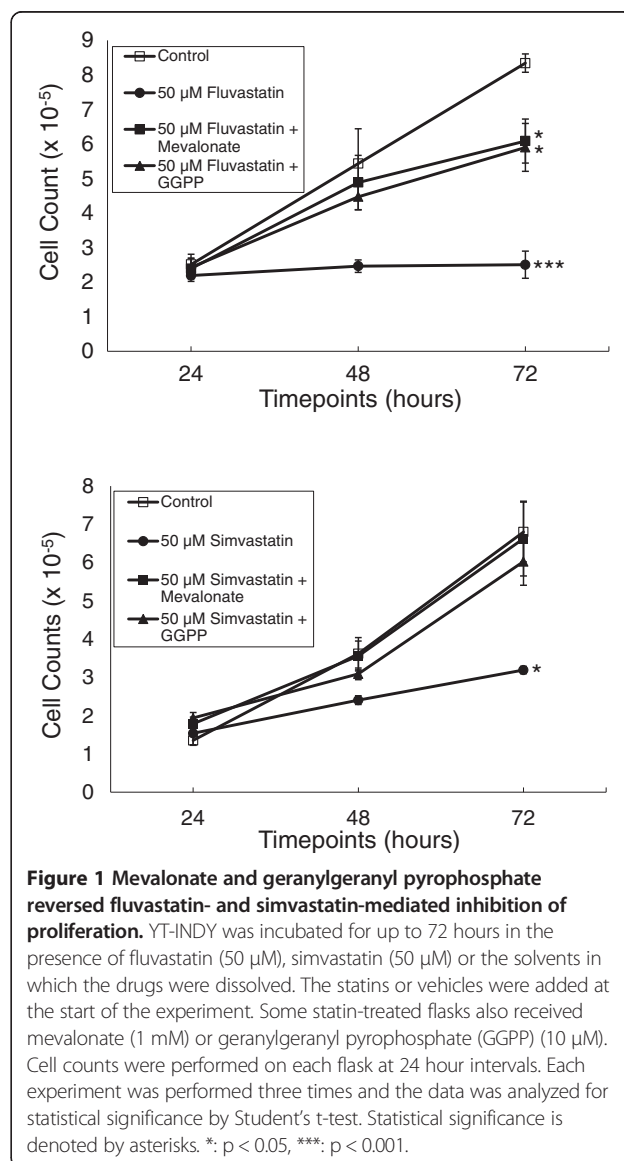 9
8
7
6
5
4
3
2
1
0
Cell Count (x 10-5)
Control
50 µM Fluvastatin
50 µM Fluvastatin +
Mevalonate
50 µM Fluvastatin +
GGPP
*
*
***
24 48 72
Timepoints (hours)
8
7
6
5
4
3
2
1
0
Cell Counts (x 10-5)
Control
50 µM Simvastatin
50 µM Simvastatin +
Mevalonate
50 µM Simvastatin +
GGPP
*
24 48 72
Timepoints (hours)
Figure 1 Mevalonate and geranylgeranyl pyrophosphate
reversed fluvastatin- and simvastatin-mediated inhibition of
proliferation. YT-INDY was incubated for up to 72 hours in the
presence of fluvastatin (50 µM), simvastatin (50 µM) or the solvents in
which the drugs were dissolved. The statins or vehicles were added at
the start of the experiment. Some statin-treated flasks also received
mevalonate (1 mM) or geranylgeranyl pyrophosphate (GGPP) (10 µM).
Cell counts were performed on each flask at 24 hour intervals. Each
experiment was performed three times and the data was analyzed for
statistical significance by Student's t-test. Statistical significance is
denoted by asterisks. *: p < 0.05, ***: p < 0.001.